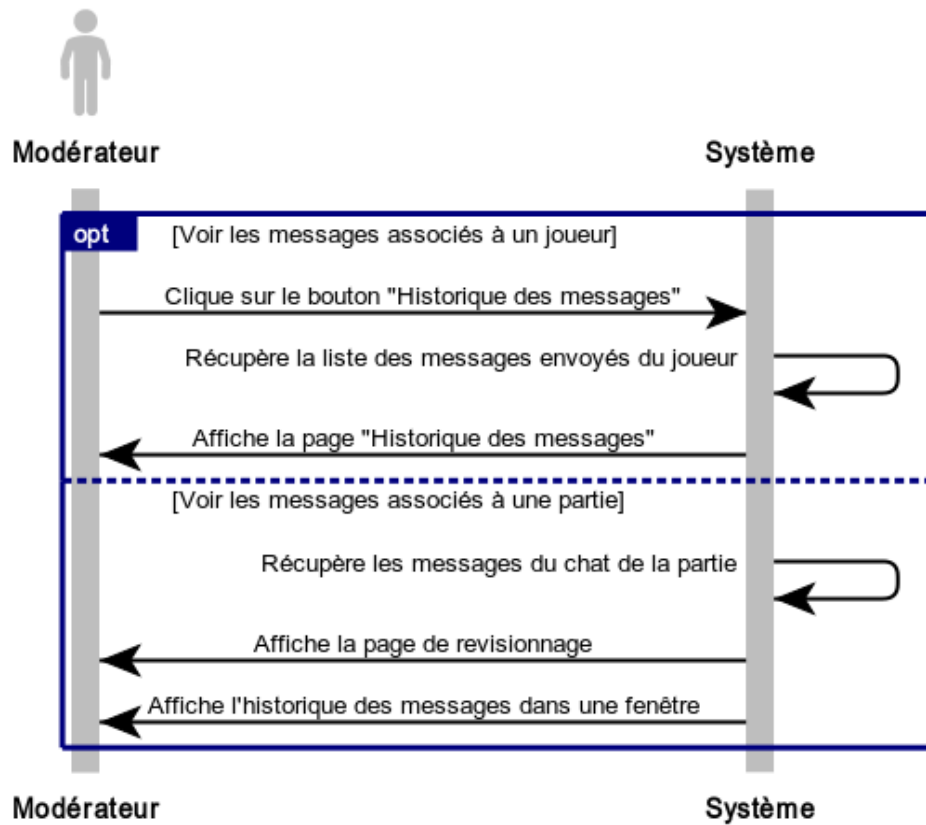 Modérateur
Système
opt
[Voir les messages associés à un joueur]
Clique sur le bouton "Historique des messages"
Récupère la liste des messages envoyés du joueur
Affiche la page "Historique des messages"
[Voir les messages associés à une partie]
Récupère les messages du chat de la partie
Affiche la page de revisionnage
Affiche l'historique des messages dans une fenêtre
Modérateur
Système